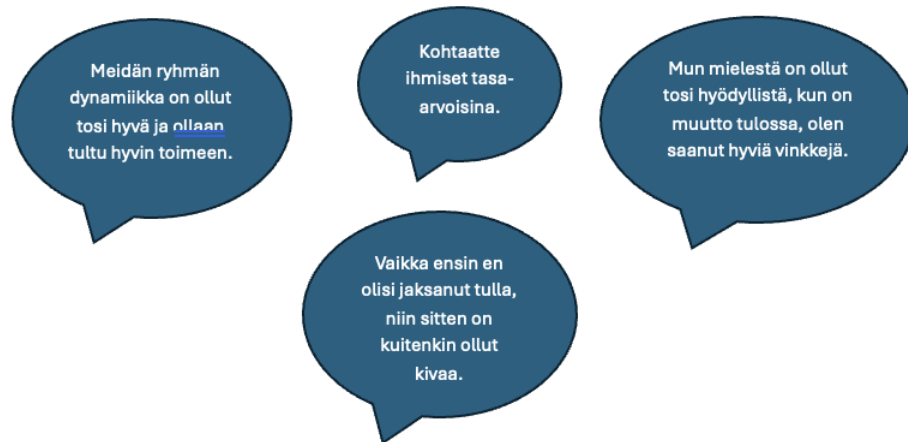 Meidän ryhmän
dynamiikka on ollut
tosi hyvä ja ollaan
tultu hyvin toimeen.
Kohtaatte
ihmiset tasa-
arvoisina.
Mun mielestä on ollut
tosi hyödyllistä, kun on
muutto tulossa, olen
saanut hyviä vinkkejä.
Vaikka ensin en
olisi jaksanut tulla,
niin sitten on
kuitenkin ollut
kivaa.